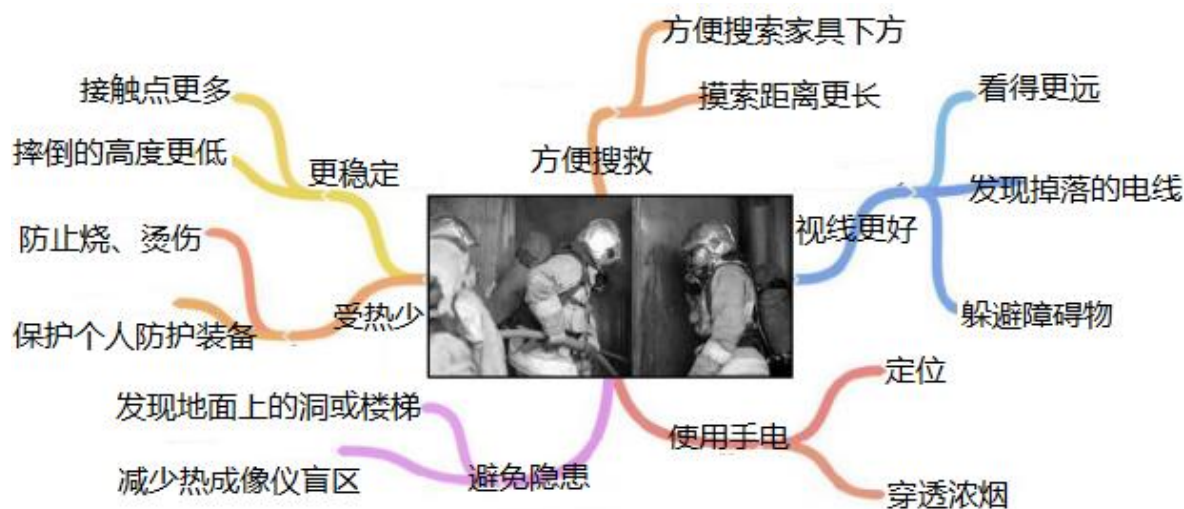 方便搜救
方便搜索家具下方
摸索距离更长
视线更好
看得更远
发现掉落的电线
躲避障碍物
使用手电
定位
穿透浓烟
避免隐患
发现地面上的洞或楼梯
减少热成像仪盲区
受热少
防止烧、烫伤
保护个人防护装备
更稳定
接触点更多
摔倒的高度更低